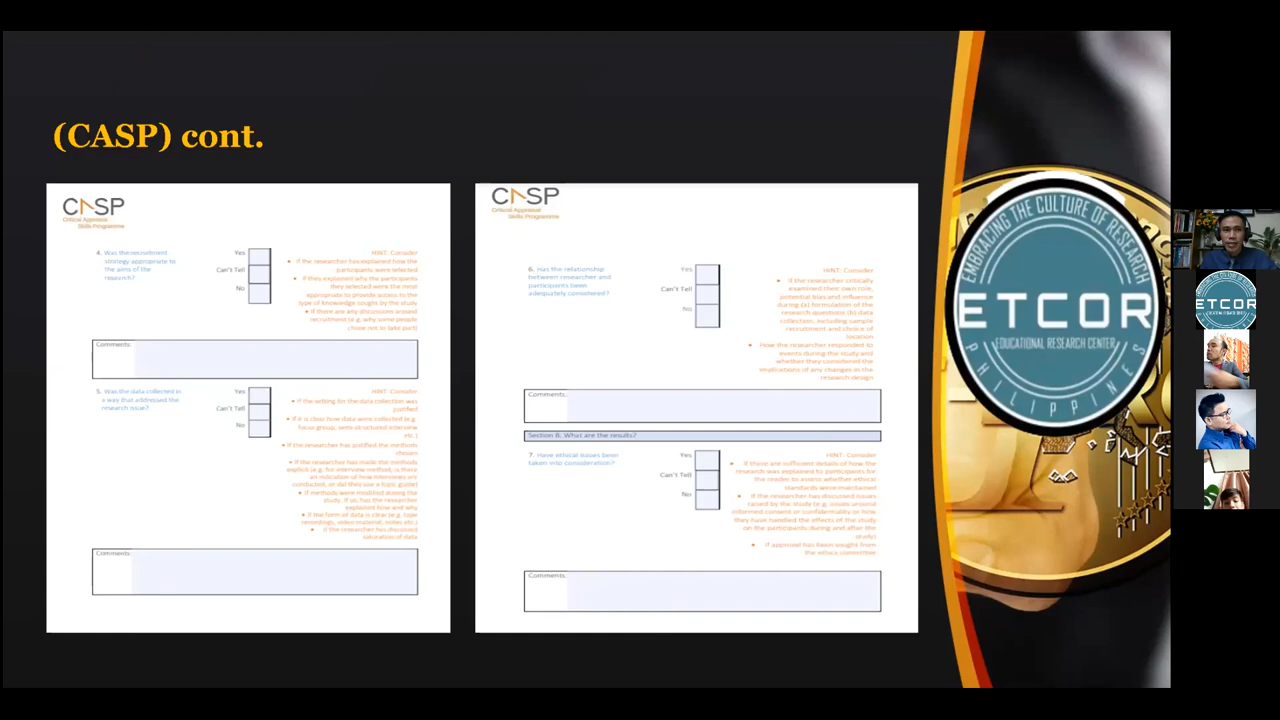 (CASP) cont.
CASP
Critical Appraisal
Skills Programme
4. Was the recruitment
strategy appropriate to
the aims of the
research?
Yes
Can't Tell
No
HINT: Consider
• If the researcher has explained how the
participants were selected
• If they explained why the participants
they selected were the most
appropriate to provide access to the
type of knowledge sought by the study
• If there are any discussions around
recruitment (e.g. why some people
chose not to take part)
Comments:
5. Was the data collected in
a way that addressed the
research issue?
Yes
Can't Tell
No
HINT: Consider
• If the setting for the data collection was
justified
• If it is clear how data were collected (e.g.
focus group, semi-structured interview
etc.)
• If the researcher has justified the methods
chosen
• If the researcher has made the methods
explicit (e.g. for interview method, is there
an indication of how interviews are
conducted, or did they use a topic guide)
• If methods were modified during the
study. If so, has the researcher
explained how and why
• If the form of data is clear (e.g. tape
recordings, video material, notes etc.)
• If the researcher has discussed
saturation of data
Comments:
CASP
Critical Appraisal
Skills Programme
6. Has the relationship
between researcher and
participants been
adequately considered?
Yes
Can't Tell
No
HINT: Consider
• If the researcher critically
examined their own role,
potential bias and influence
during (a) formulation of the
research questions (b) data
collection, including sample
recruitment and choice of
location
• How the researcher responded to
events during the study and
whether they considered the
implications of any changes in the
research design
Comments:
Section B: What are the results?
7. Have ethical issues been
taken into consideration?
Yes
Can't Tell
No
HINT: Consider
• If there are sufficient details of how the
research was explained to participants for
the reader to assess whether ethical
standards were maintained
• If the researcher has discussed issues
raised by the study (e.g. issues around
informed consent or confidentiality or how
they have handled the effects of the study
on the participants during and after the
study)
• If approval has been sought from
the ethics committee
Comments:
EMBRACING THE CULTURE OF RESEARCH
ETCOR
EDUCATIONAL RESEARCH CENTER
PHILIPPINES
ETCOR